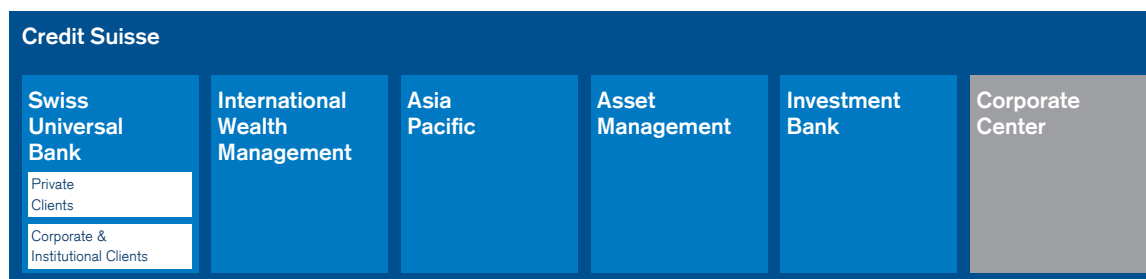 Credit Suisse
Swiss
Universal
Bank
Private
Clients
Corporate &
Institutional Clients
International
Wealth
Management
Asia
Pacific
Asset
Management
Investment
Bank
Corporate
Center